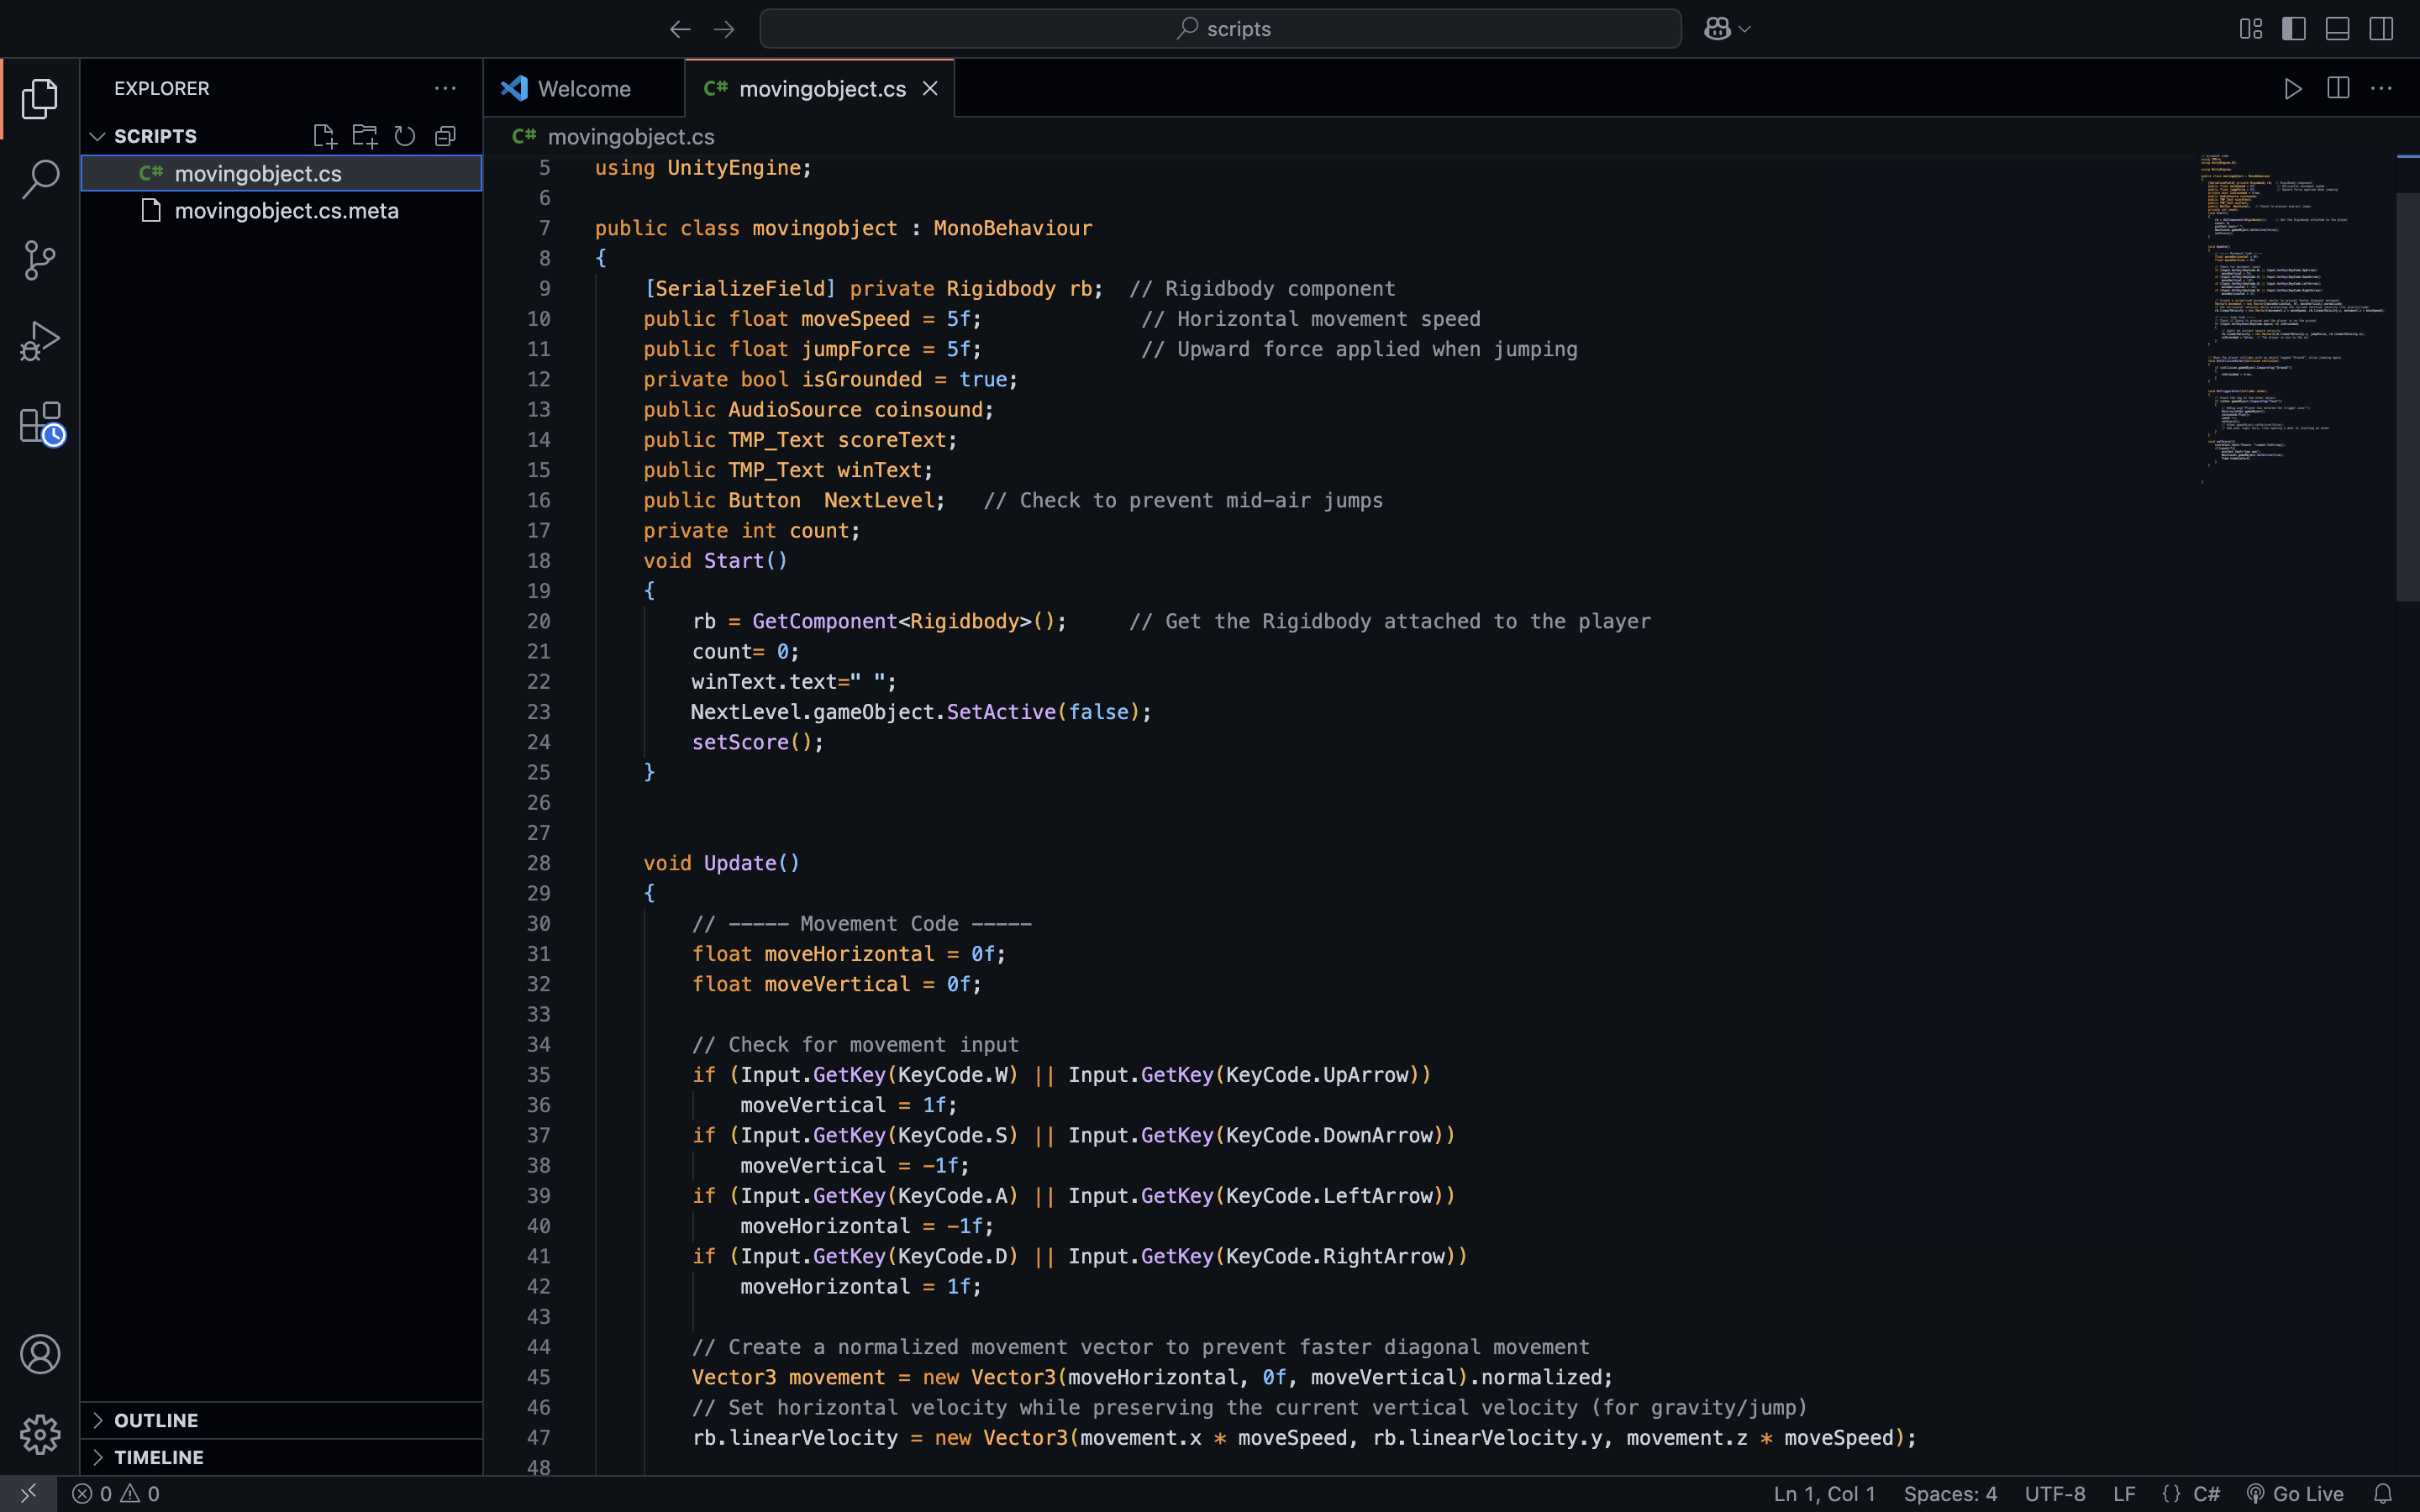 scripts
EXPLORER
Welcome
C# movingobject.cs
SCRIPTS
C# movingobject.cs
movingobject.cs.meta
OUTLINE
TIMELINE
C# movingobject.cs
5 using UnityEngine;
6
7 public class movingobject : MonoBehaviour
8 {
9 [SerializeField] private Rigidbody rb; // Rigidbody component
10 public float moveSpeed = 5f; // Horizontal movement speed
11 public float jumpForce = 5f; // Upward force applied when jumping
12 private bool isGrounded = true;
13 public AudioSource coinsound;
14 public TMP_Text scoreText;
15 public TMP_Text winText;
16 public Button NextLevel; // Check to prevent mid-air jumps
17 private int count;
18 void Start()
19 {
20 rb = GetComponent<Rigidbody>(); // Get the Rigidbody attached to the player
21 count= 0;
22 winText.text=" ";
23 NextLevel.gameObject.SetActive(false);
24 setScore();
25 }
26
27
28 void Update()
29 {
30 // ----- Movement Code -----
31 float moveHorizontal = 0f;
32 float moveVertical = 0f;
33
34 // Check for movement input
35 if (Input.GetKey(KeyCode.W) || Input.GetKey(KeyCode.UpArrow))
36 moveVertical = 1f;
37 if (Input.GetKey(KeyCode.S) || Input.GetKey(KeyCode.DownArrow))
38 moveVertical = -1f;
39 if (Input.GetKey(KeyCode.A) || Input.GetKey(KeyCode.LeftArrow))
40 moveHorizontal = -1f;
41 if (Input.GetKey(KeyCode.D) || Input.GetKey(KeyCode.RightArrow))
42 moveHorizontal = 1f;
43
44 // Create a normalized movement vector to prevent faster diagonal movement
45 Vector3 movement = new Vector3(moveHorizontal, 0f, moveVertical).normalized;
46 // Set horizontal velocity while preserving the current vertical velocity (for gravity/jump)
47 rb.linearVelocity = new Vector3(movement.x * moveSpeed, rb.linearVelocity.y, movement.z * moveSpeed);
48
0 0
Ln 1, Col 1 Spaces: 4 UTF-8 LF {} C# Go Live